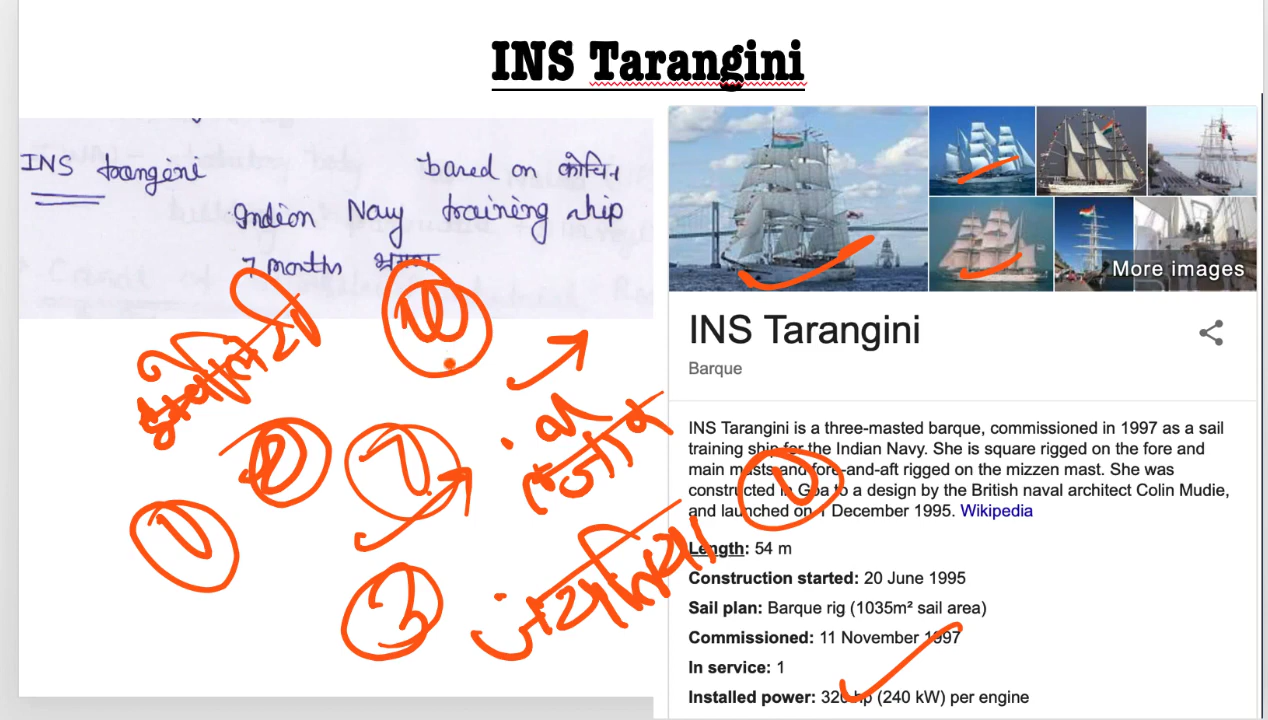 INS Tarangini
INS tarangini based on कोचिन
Indian Navy training ship
7 months भ्रमण
More images
INS Tarangini
Barque
INS Tarangini is a three-masted barque, commissioned in 1997 as a sail
training ship for the Indian Navy. She is square rigged on the fore and
main masts and fore-and-aft rigged on the mizzen mast. She was
constructed in Goa to a design by the British naval architect Colin Mudie,
and launched on 1 December 1995. Wikipedia
Length: 54 m
Construction started: 20 June 1995
Sail plan: Barque rig (1035m² sail area)
Commissioned: 11 November 1997
In service: 1
Installed power: 320 hp (240 kW) per engine
10
7
1
3